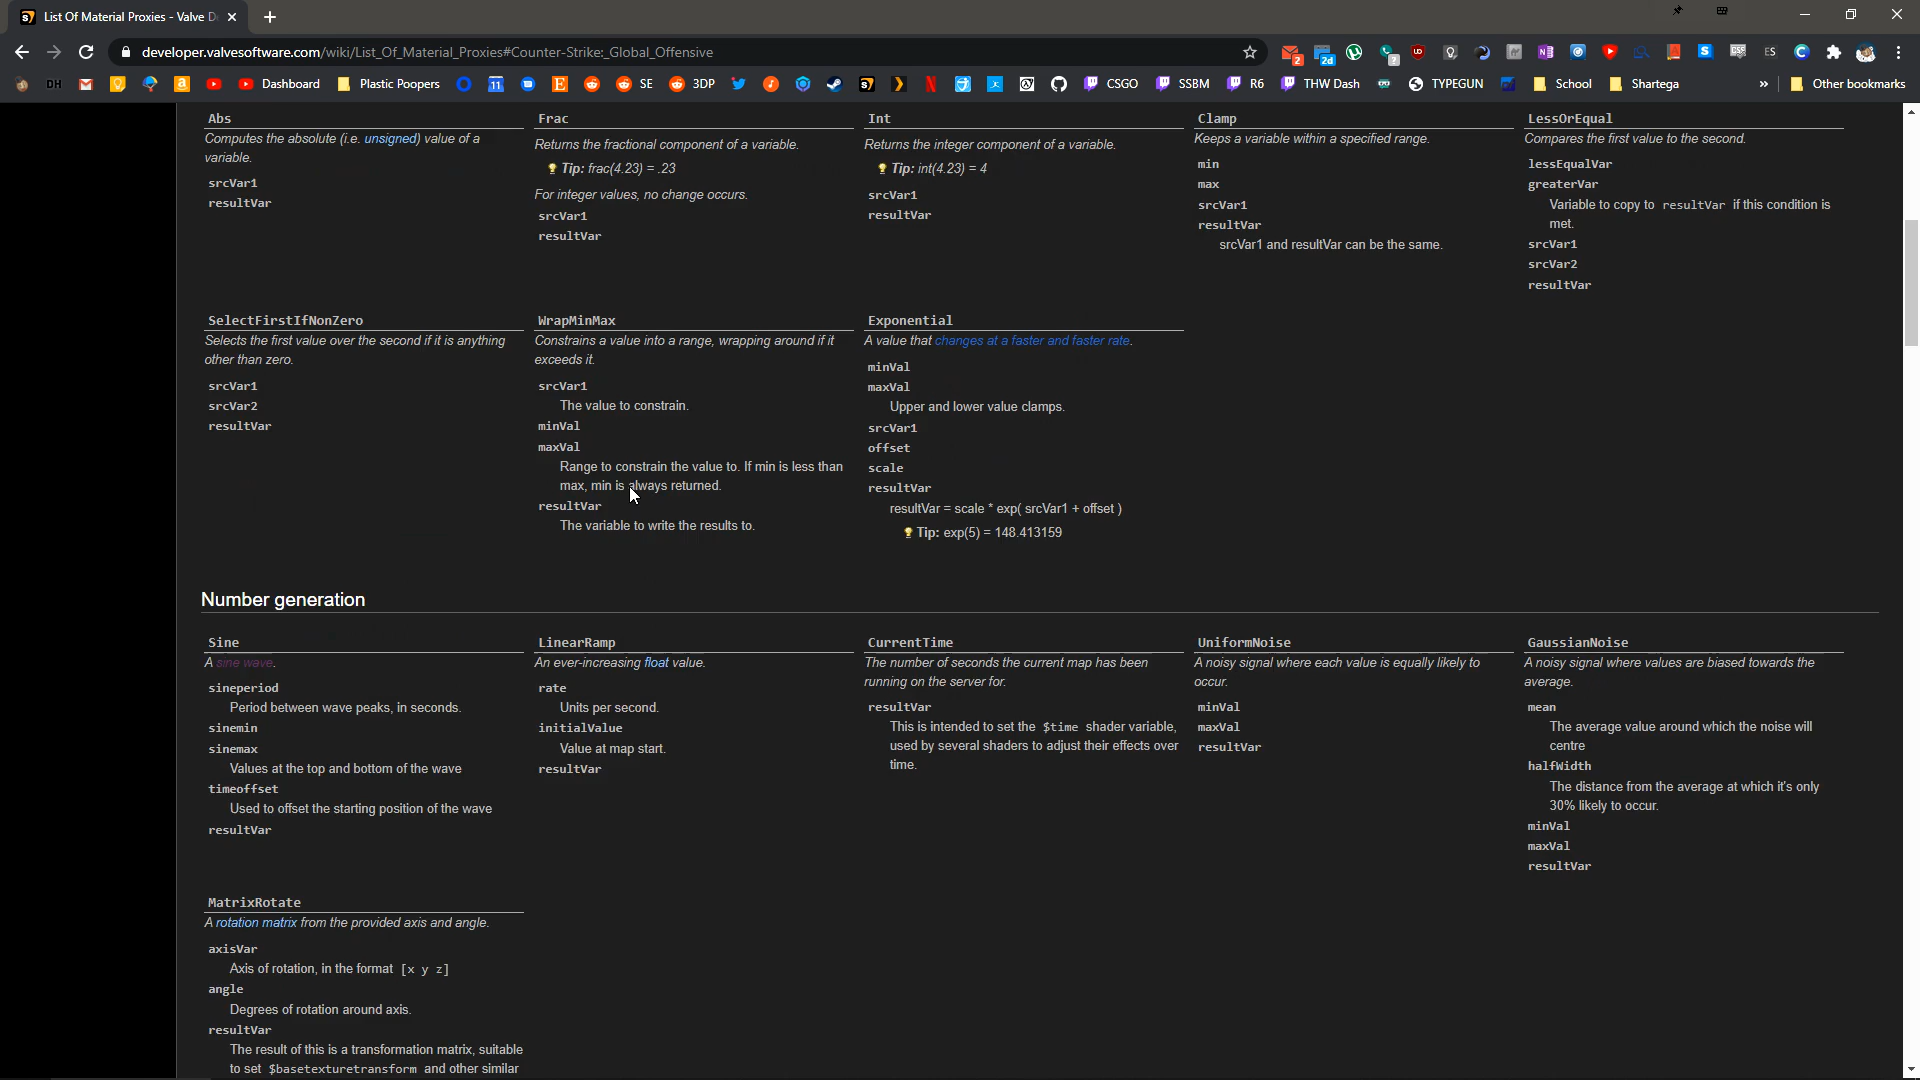 List Of Material Proxies - Valve D
developer.valvesoftware.com/wiki/List_Of_Material_Proxies#Counter-Strike:_Global_Offensive
2
2d
?
ES
DH
Dashboard
Plastic Poopers
11
SE
3DP
CSGO
SSBM
R6
THW Dash
TYPEGUN
School
Shartega
»
Other bookmarks
Abs
Computes the absolute (i.e. unsigned) value of a
variable.
srcVar1
resultVar
Frac
Returns the fractional component of a variable.
Tip: frac(4.23) = .23
For integer values, no change occurs.
srcVar1
resultVar
Int
Returns the integer component of a variable.
Tip: int(4.23) = 4
srcVar1
resultVar
Clamp
Keeps a variable within a specified range.
min
max
srcVar1
resultVar
srcVar1 and resultVar can be the same.
LessOrEqual
Compares the first value to the second.
lessEqualVar
greaterVar
Variable to copy to resultVar if this condition is
met.
srcVar1
srcVar2
resultVar
SelectFirstIfNonZero
Selects the first value over the second if it is anything
other than zero.
srcVar1
srcVar2
resultVar
WrapMinMax
Constrains a value into a range, wrapping around if it
exceeds it.
srcVar1
The value to constrain.
minVal
maxVal
Range to constrain the value to. If min is less than
max, min is always returned.
resultVar
The variable to write the results to.
Exponential
A value that changes at a faster and faster rate.
minVal
maxVal
Upper and lower value clamps.
srcVar1
offset
scale
resultVar
resultVar = scale * exp( srcVar1 + offset )
Tip: exp(5) = 148.413159
Number generation
Sine
A sine wave.
sineperiod
Period between wave peaks, in seconds.
sinemin
sinemax
Values at the top and bottom of the wave
timeoffset
Used to offset the starting position of the wave
resultVar
LinearRamp
An ever-increasing float value.
rate
Units per second.
initialValue
Value at map start.
resultVar
CurrentTime
The number of seconds the current map has been
running on the server for.
resultVar
This is intended to set the $time shader variable,
used by several shaders to adjust their effects over
time.
UniformNoise
A noisy signal where each value is equally likely to
occur.
minVal
maxVal
resultVar
GaussianNoise
A noisy signal where values are biased towards the
average.
mean
The average value around which the noise will
centre
halfWidth
The distance from the average at which it's only
30% likely to occur.
minVal
maxVal
resultVar
MatrixRotate
A rotation matrix from the provided axis and angle.
axisVar
Axis of rotation, in the format [x y z]
angle
Degrees of rotation around axis.
resultVar
The result of this is a transformation matrix, suitable
to set $basetexturetransform and other similar